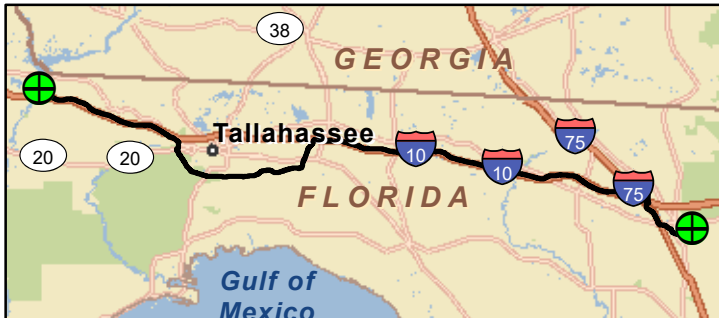 38
GEORGIA
Tallahassee
75
10
10
20
20
FLORIDA
75
Gulf of
Mexico